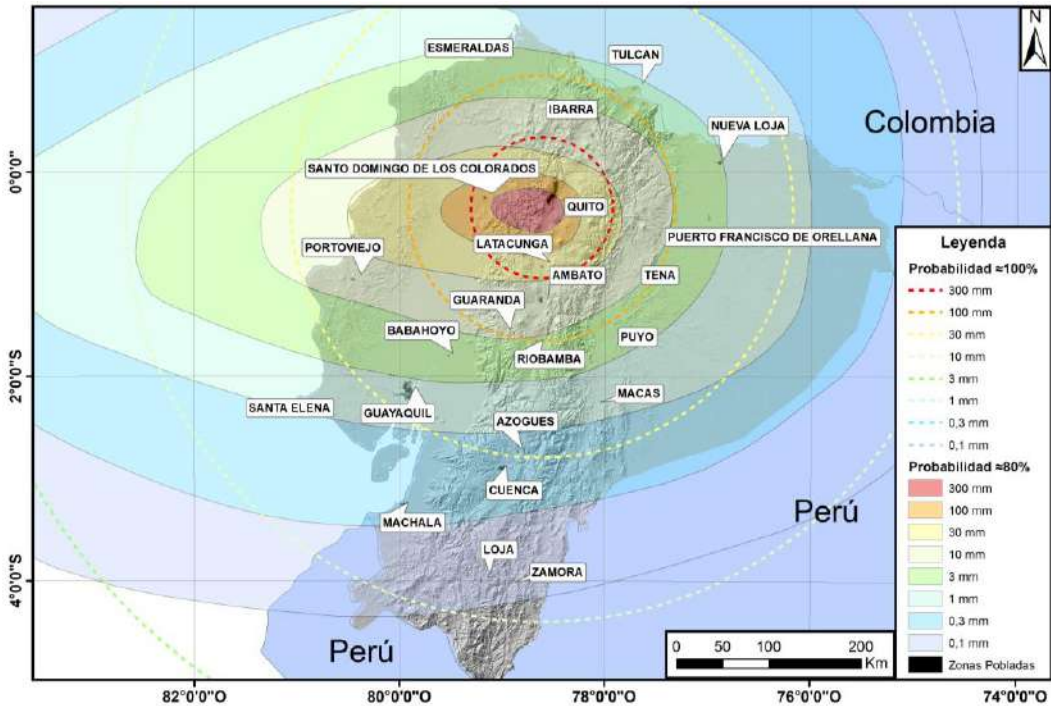 N
ESMERALDAS
TULCAN
IBARRA
Colombia
NUEVA LOJA
SANTO DOMINGO DE LOS COLORADOS
0°0'0"
QUITO
PUERTO FRANCISCO DE ORELLANA
LATACUNGA
PORTOVIEJO
AMBATO
TENA
GUARANDA
BABAHOYO
PUYO
RIOBAMBA
2°0'0"S
MACAS
SANTA ELENA
GUAYAQUIL
AZOGUES
CUENCA
Perú
MACHALA
LOJA
ZAMORA
4°0'0"S
Perú
0 50 100 200
Km
Leyenda
Probabilidad ≈100%
300 mm
100 mm
30 mm
10 mm
3 mm
1 mm
0,3 mm
0,1 mm
Probabilidad ≈80%
300 mm
100 mm
30 mm
10 mm
3 mm
1 mm
0,3 mm
0,1 mm
Zonas Pobladas
82°0'0"O 80°0'0"O 78°0'0"O 76°0'0"O 74°0'0"O